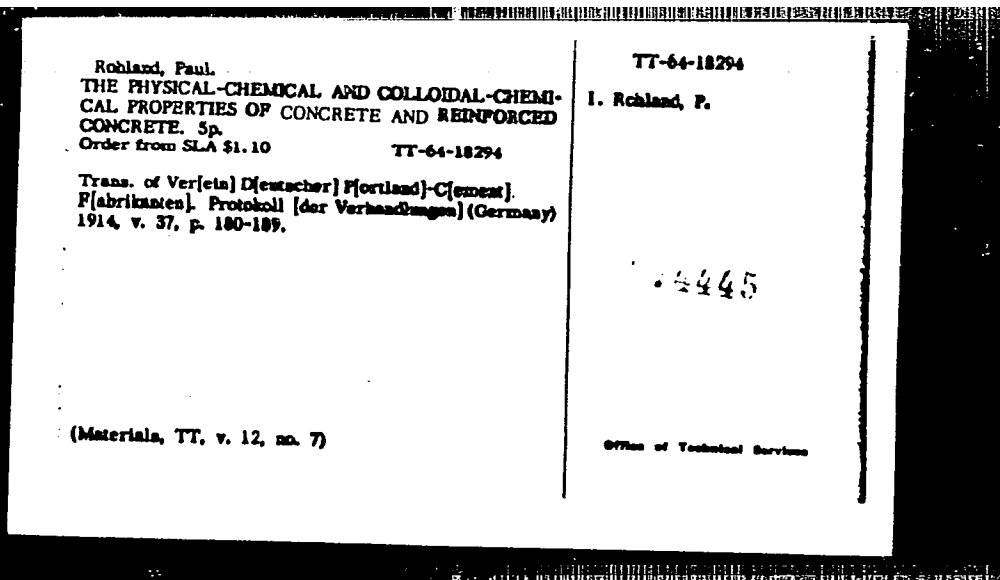 Rohland, Paul.
THE PHYSICAL-CHEMICAL AND COLLOIDAL-CHEMI-
CAL PROPERTIES OF CONCRETE AND REINFORCED
CONCRETE. 5p.
Order from SLA $1.10 TT-64-18294
Trans. of Ver[ein] D[eutscher] P[ortland]-C[ement].
F[abrikanten]. Protokoll [der Verhandlungen] (Germany)
1914, v. 37, p. 180-189.
(Materials, TT, v. 12, no. 7)
TT-64-18294
I. Rohland, P.
4445
Office of Technical Services